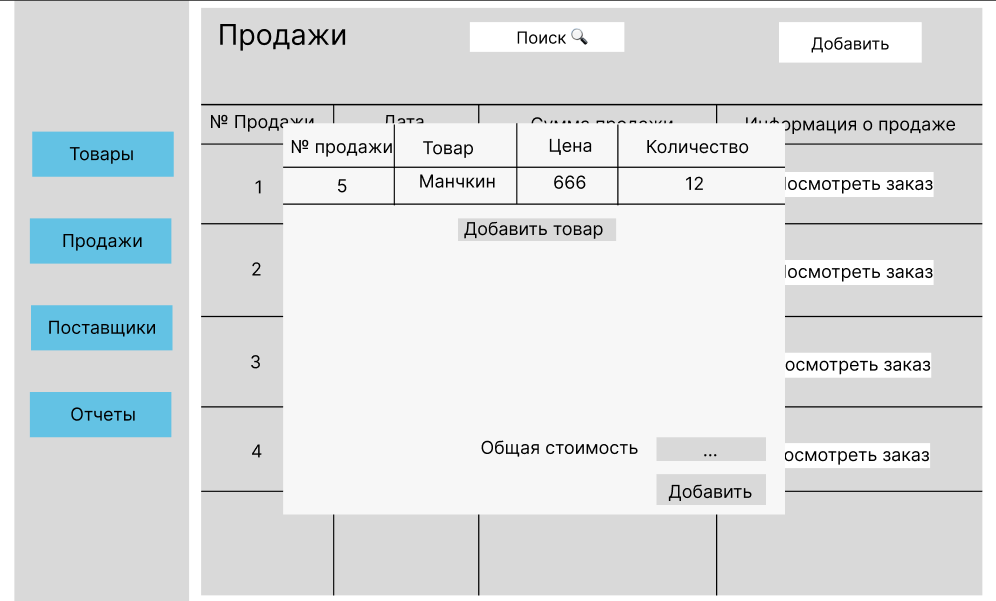 Продажи
Поиск
Добавить
Товары
Продажи
Поставщики
Отчеты
№ Продажи Дата Сумма продажи Информация о продаже
1
2
3
4
№ продажи Товар Цена Количество
5 Манчкин 666 12
Добавить товар
Общая стоимость ...
Добавить
Посмотреть заказ
Посмотреть заказ
Посмотреть заказ
Посмотреть заказ